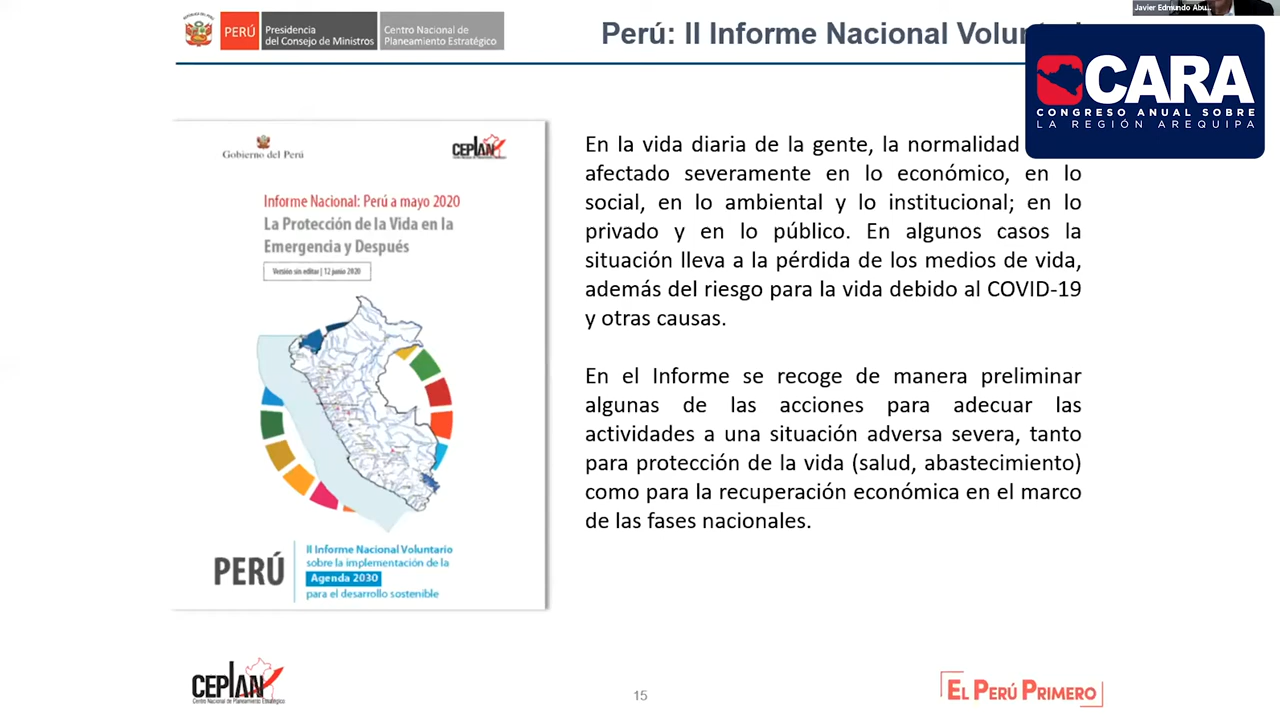 Javier Edmundo Abu...
PERÚ
Presidencia
del Consejo de Ministros
Centro Nacional de
Planeamiento Estratégico
Perú: II Informe Nacional
CARA
CONGRESO ANUAL SOBRE
LA REGIÓN AREQUIPA
Gobierno del Perú
CEPLAN
Informe Nacional: Perú a mayo 2020
La Protección de la Vida en la
Emergencia y Después
Versión sin editar | 12 junio 2020
PERÚ
II Informe Nacional Voluntario
sobre la implementación de la
Agenda 2030
para el desarrollo sostenible
En la vida diaria de la gente, la normalidad
afectado severamente en lo económico, en lo
social, en lo ambiental y lo institucional; en lo
privado y en lo público. En algunos casos la
situación lleva a la pérdida de los medios de vida,
además del riesgo para la vida debido al COVID-19
y otras causas.
En el Informe se recoge de manera preliminar
algunas de las acciones para adecuar las
actividades a una situación adversa severa, tanto
para protección de la vida (salud, abastecimiento)
como para la recuperación económica en el marco
de las fases nacionales.
CEPLAN
Centro Nacional de Planeamiento Estratégico
15
EL PERÚ PRIMERO